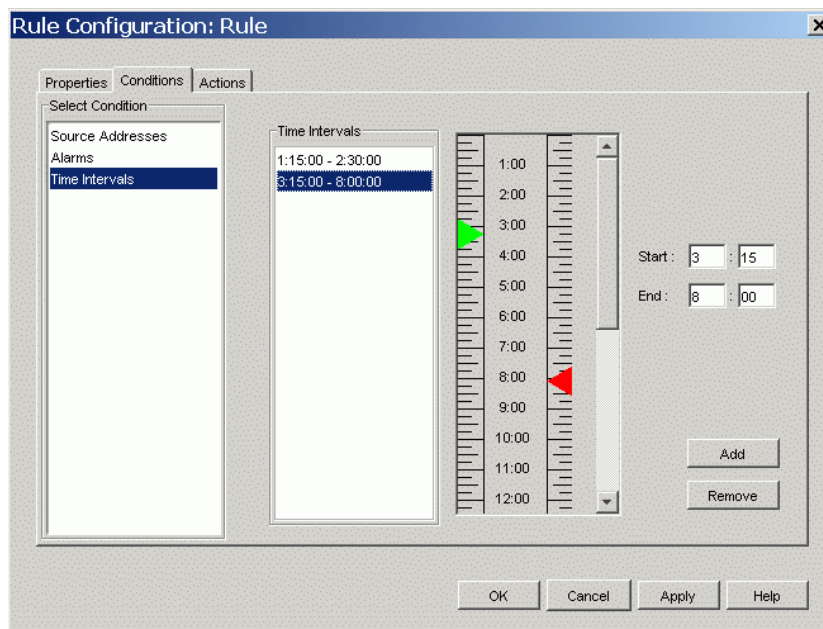 Rule Configuration: Rule
Properties
Conditions
Actions
Select Condition
Source Addresses
Alarms
Time Intervals
Time Intervals
1:15:00 - 2:30:00
3:15:00 - 8:00:00
1:00
2:00
3:00
4:00
5:00
6:00
7:00
8:00
9:00
10:00
11:00
12:00
Start : 3 : 15
End : 8 : 00
Add
Remove
OK
Cancel
Apply
Help